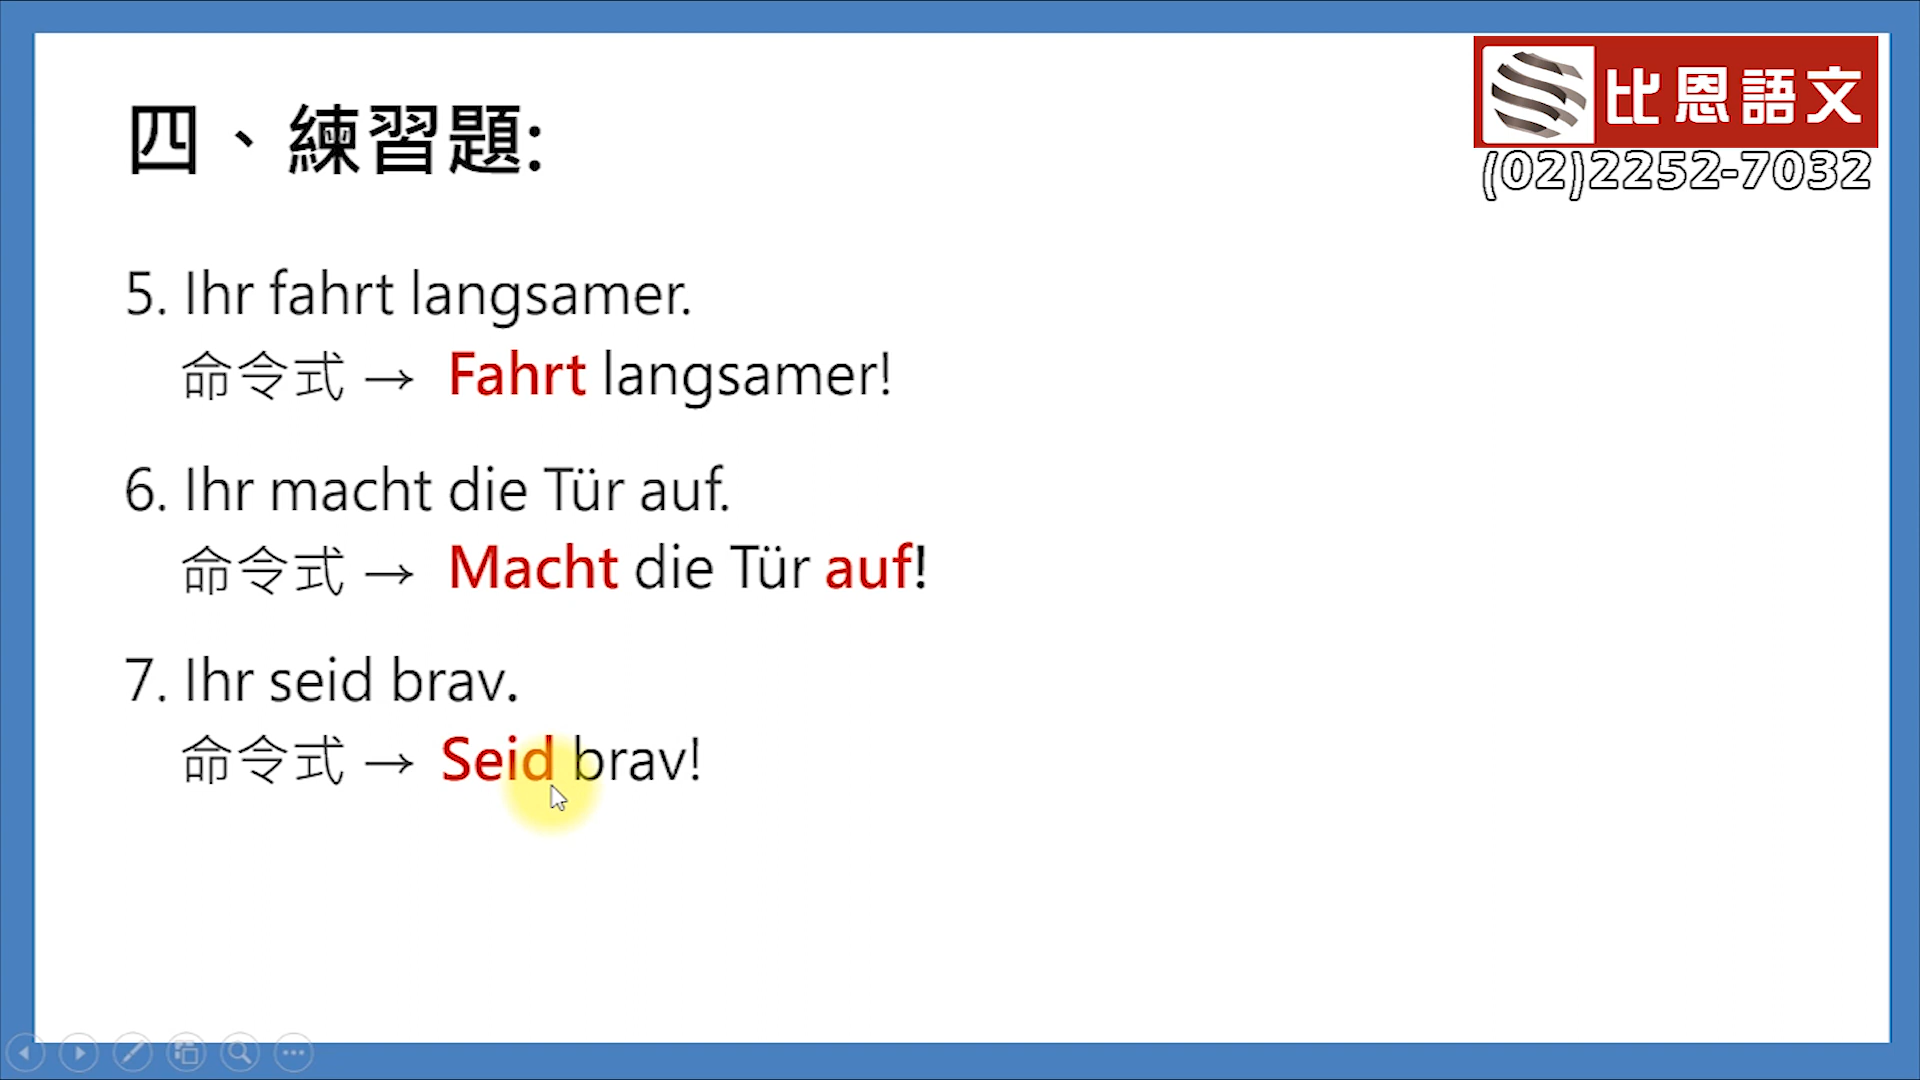 比恩語文
(02)2252-7032
四、練習題:
5. Ihr fahrt langsamer.
命令式 → Fahrt langsamer!
6. Ihr macht die Tür auf.
命令式 → Macht die Tür auf!
7. Ihr seid brav.
命令式 → Seid brav!